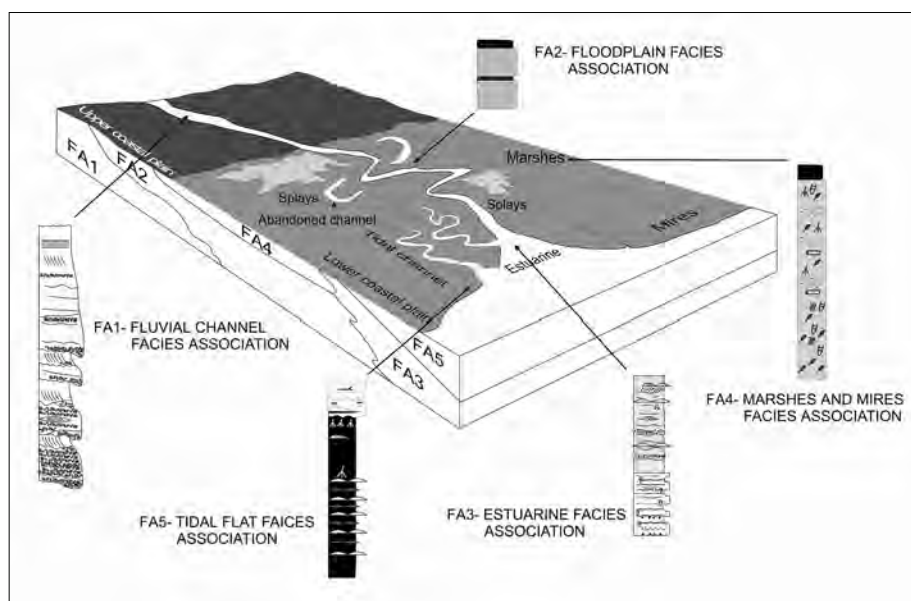 FA2- FLOODPLAIN FACIES
ASSOCIATION
Upper coastal plain
FA1
FA2
FA4
FA5
FA3
Marshes
Splays
Splays
Abandoned channel
Mires
Tidal channel
Estuarine
Lower coastal plain
FA1- FLUVIAL CHANNEL
FACIES ASSOCIATION
FA4- MARSHES AND MIRES
FACIES ASSOCIATION
FA5- TIDAL FLAT FAICES
ASSOCIATION
FA3- ESTUARINE FACIES
ASSOCIATION